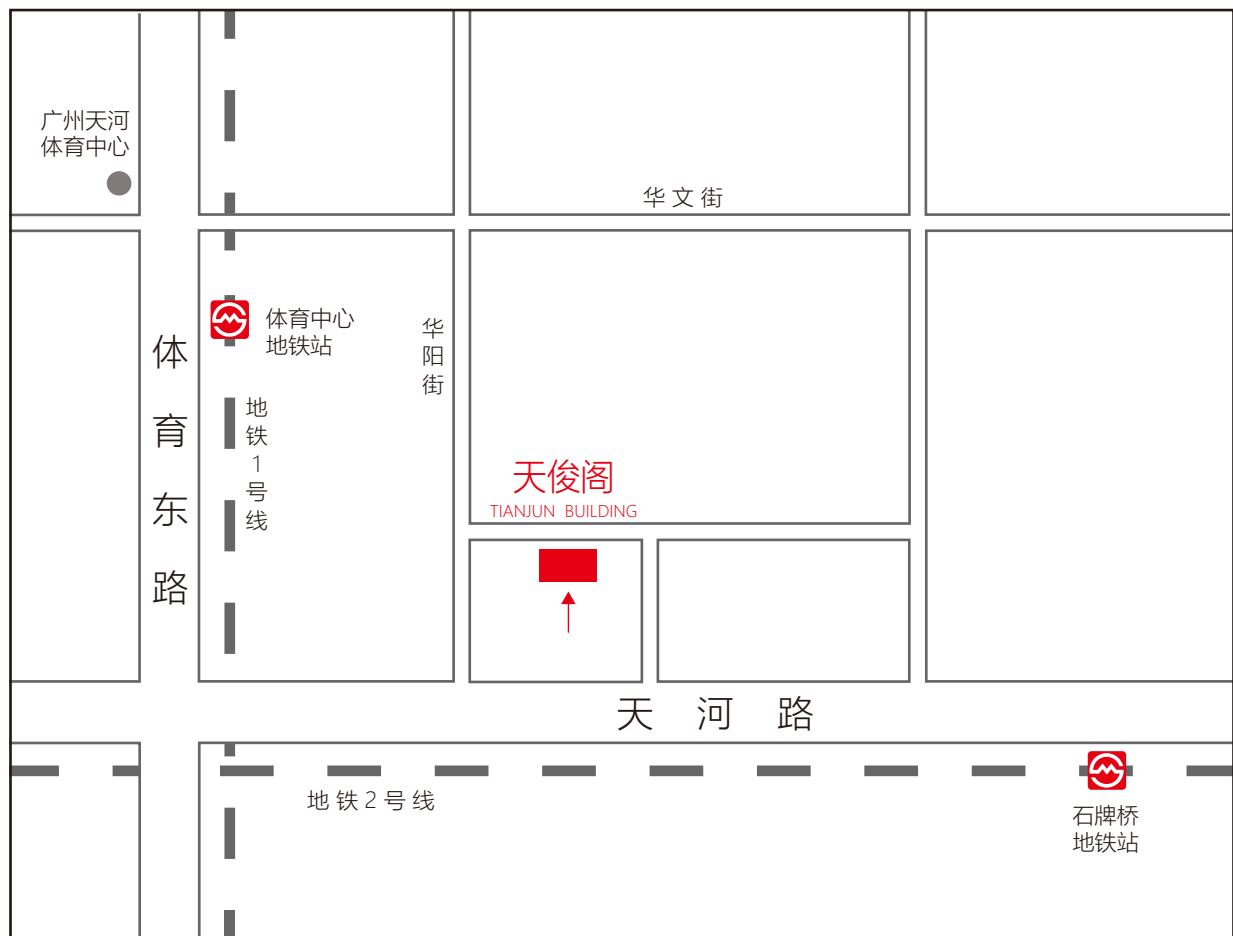 广州天河
体育中心
华文街
体育中心
地铁站
华阳街
体育东路
地铁1号线
天俊阁
TIANJUN BUILDING
天河路
地铁2号线
石牌桥
地铁站